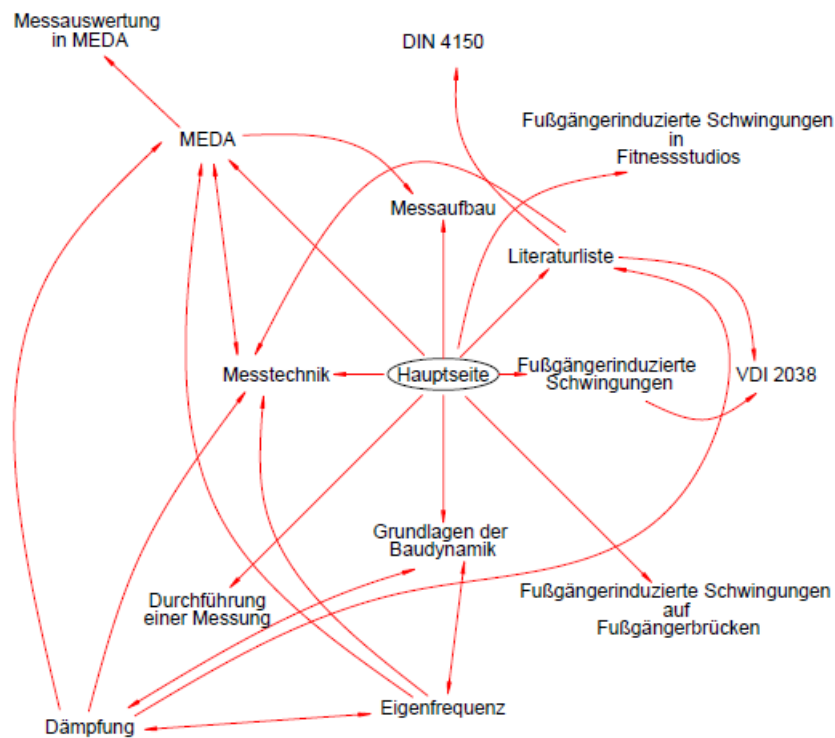 Messauswertung
in MEDA
DIN 4150
Fußgängerinduzierte Schwingungen
in
Fitnessstudios
MEDA
Messaufbau
Literaturliste
Messtechnik
Hauptseite
Fußgängerinduzierte
Schwingungen
VDI 2038
Grundlagen der
Baudynamik
Durchführung
einer Messung
Fußgängerinduzierte Schwingungen
auf
Fußgängerbrücken
Eigenfrequenz
Dämpfung